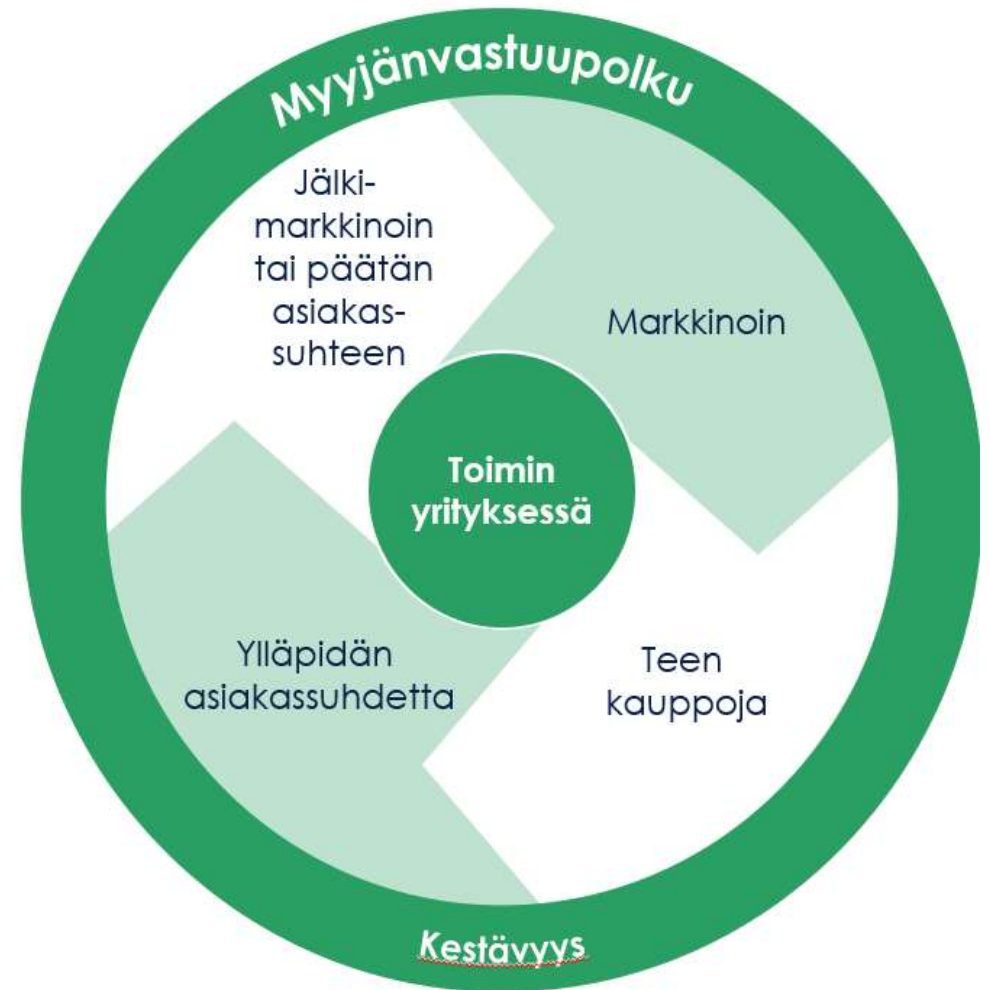 Myyjänvastuupolku
Jälki-
markkinoin
tai päätän
asiakas-
suhteen
Markkinoin
Toimin
yrityksessä
Ylläpidän
asiakassuhdetta
Teen
kauppoja
Kestävyys